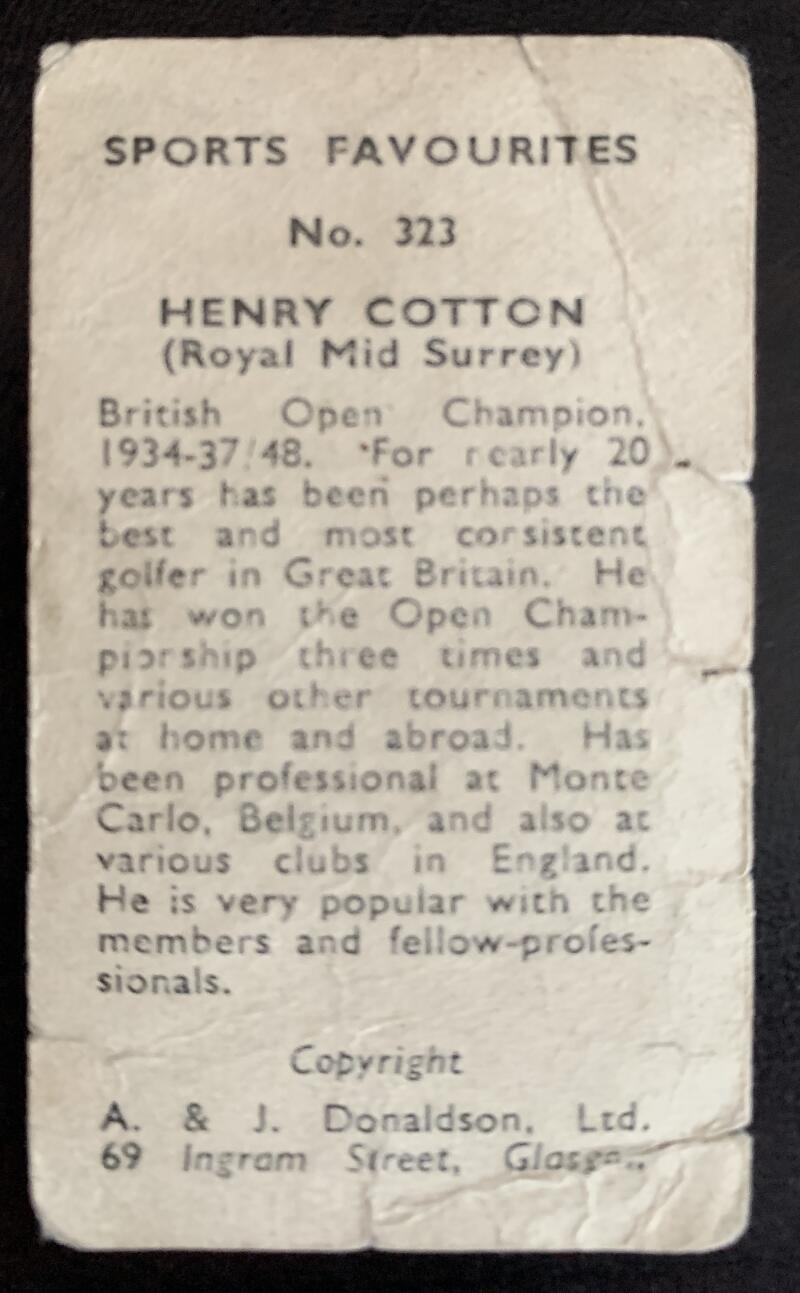 SPORTS FAVOURITES
No. 323
HENRY COTTON
(Royal Mid Surrey)
British Open Champion,
1934-37/48. For nearly 20
years has been perhaps the
best and most consistent
golfer in Great Britain. He
has won the Open Cham-
pionship three times and
various other tournaments
at home and abroad. Has
been professional at Monte
Carlo, Belgium, and also at
various clubs in England.
He is very popular with the
members and fellow-profes-
sionals.
Copyright
A. & J. Donaldson, Ltd.
69 Ingram Street,